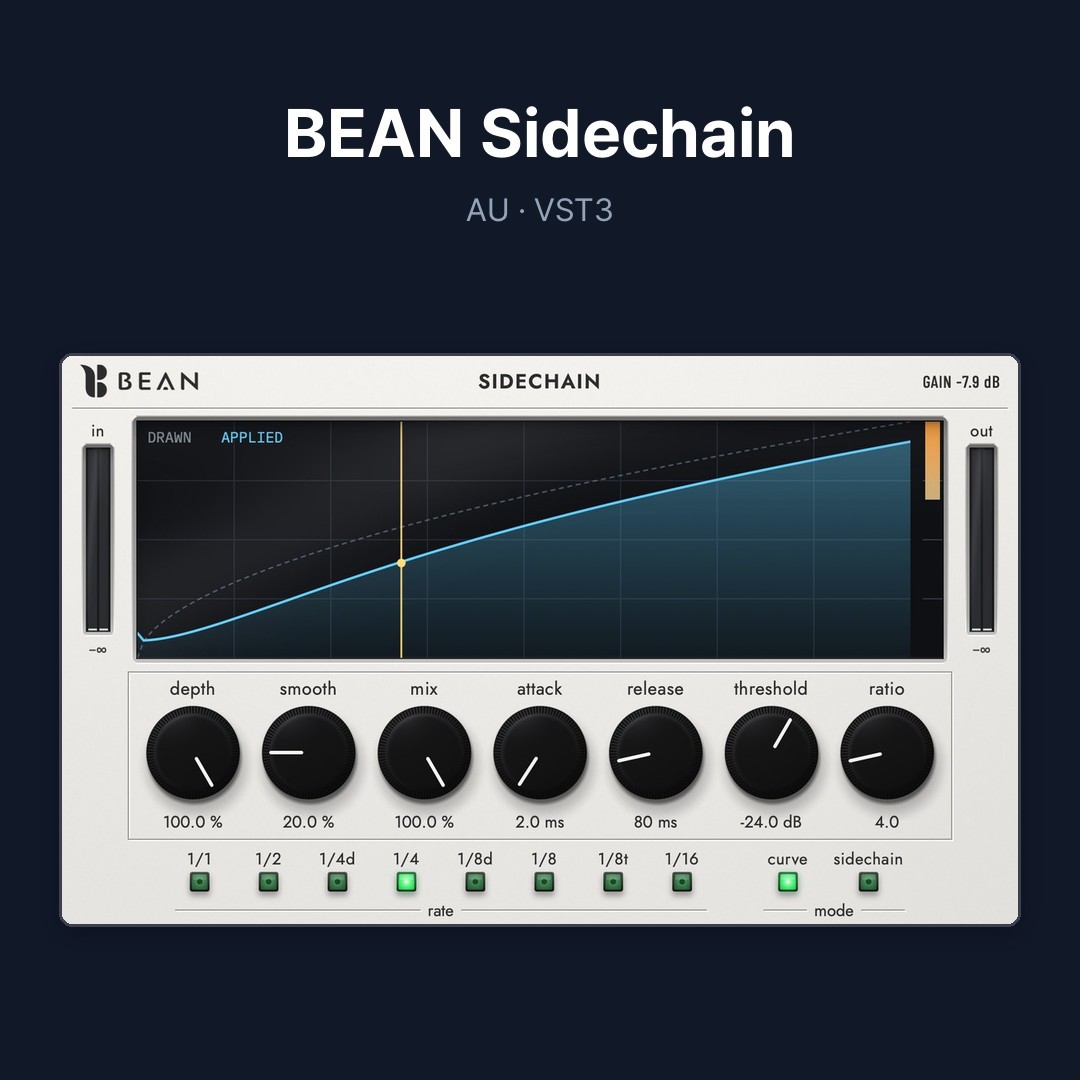 BEAN Sidechain
AU · VST3
BEAN SIDECHAIN GAIN -7.9 dB
in DRAWN APPLIED out
-∞ -∞
depth smooth mix attack release threshold ratio
100.0 % 20.0 % 100.0 % 2.0 ms 80 ms -24.0 dB 4.0
1/1 1/2 1/4d 1/4 1/8d 1/8 1/8t 1/16 curve sidechain
rate mode